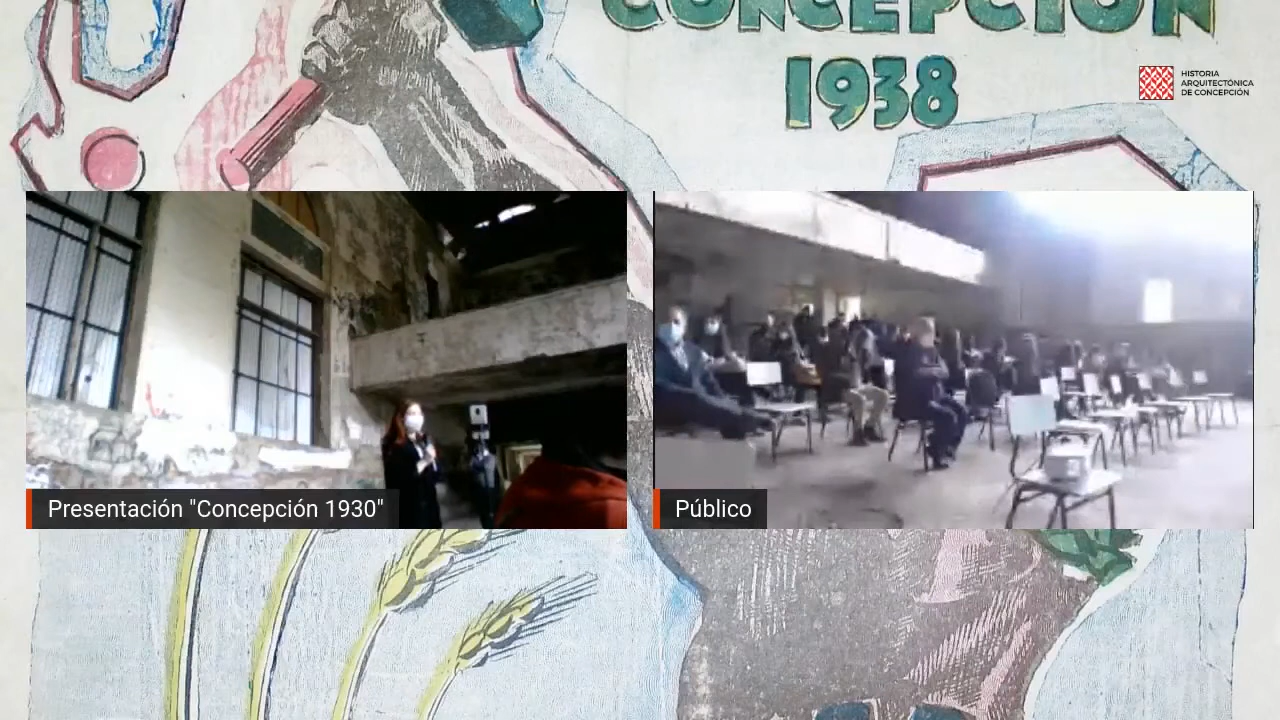 CONCEPCIÓN
1938
HISTORIA
ARQUITECTÓNICA
DE CONCEPCIÓN
Presentación "Concepción 1930"
Público